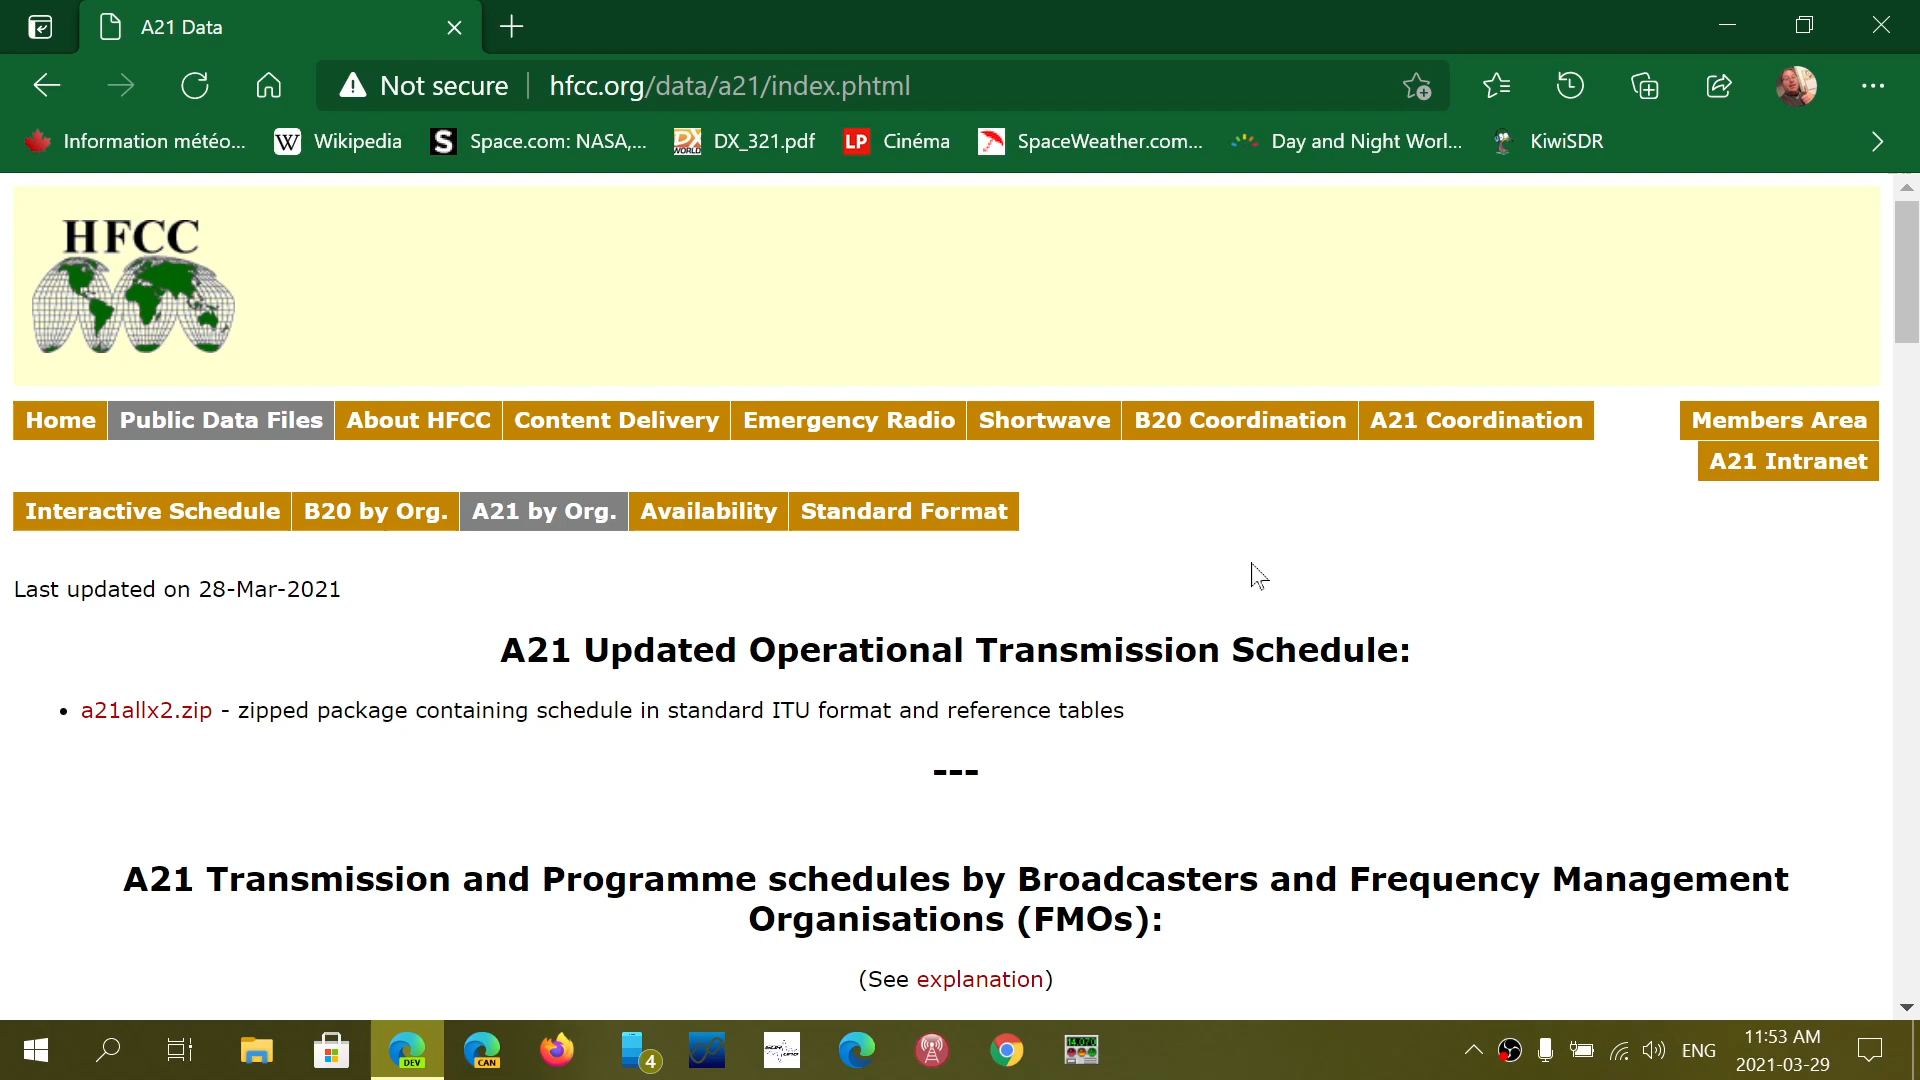 A21 Data
Not secure hfcc.org/data/a21/index.phtml
Information météo... Wikipedia Space.com: NASA,... DX_321.pdf Cinéma SpaceWeather.com... Day and Night Worl... KiwiSDR
HFCC
Home Public Data Files About HFCC Content Delivery Emergency Radio Shortwave B20 Coordination A21 Coordination Members Area
A21 Intranet
Interactive Schedule B20 by Org. A21 by Org. Availability Standard Format
Last updated on 28-Mar-2021
A21 Updated Operational Transmission Schedule:
• a21allx2.zip - zipped package containing schedule in standard ITU format and reference tables
---
A21 Transmission and Programme schedules by Broadcasters and Frequency Management
Organisations (FMOs):
(See explanation)
DEV CAN 4 14.070 ENG 11:53 AM
2021-03-29